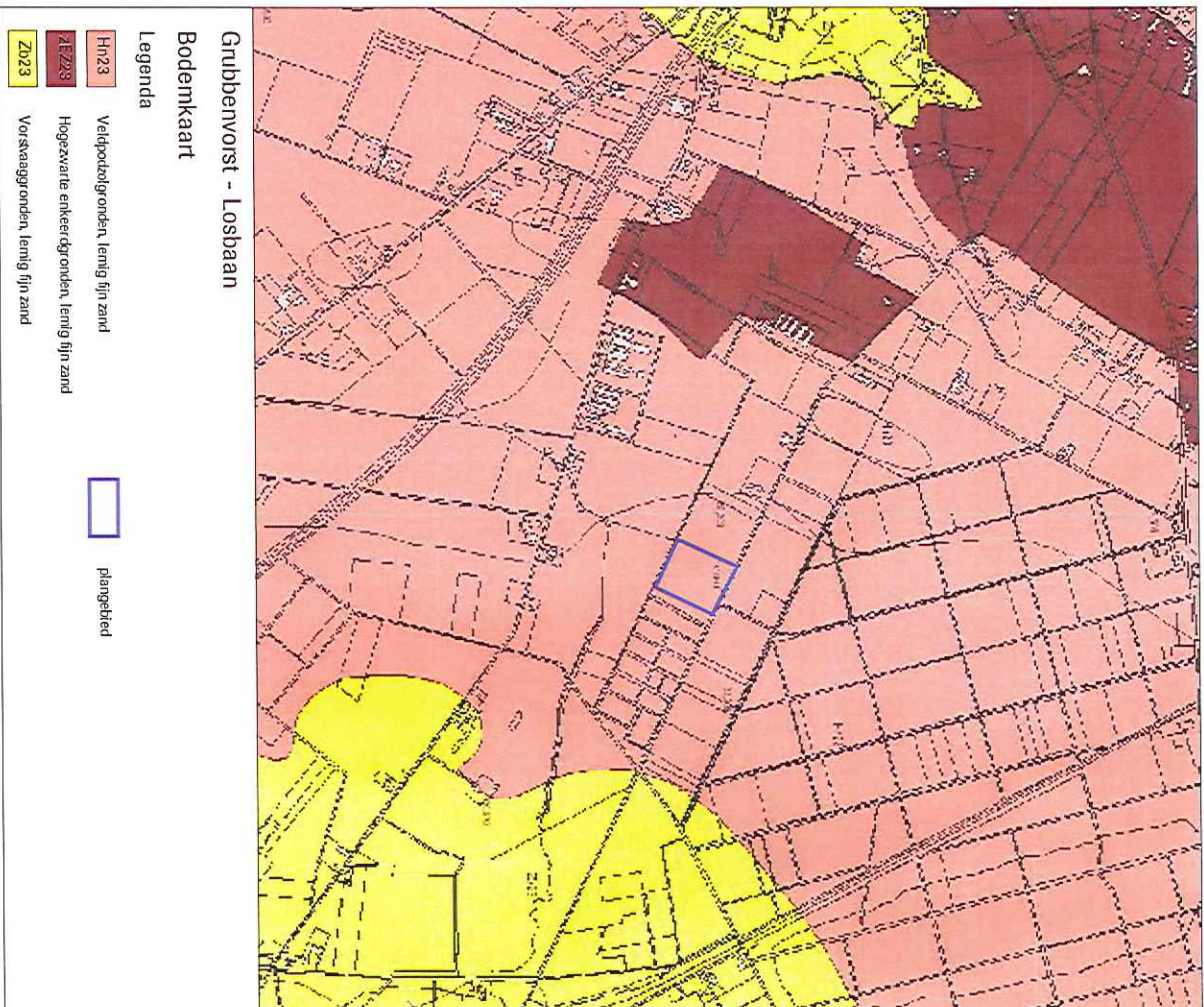 Grubbenvorst - Losbaan
Bodemkaart
Legenda
Hn23 Veldpodzolgronden, lemig fijn zand
zEZ23 Hogezwarte enkeerdgronden, lemig fijn zand
Zb23 Vorstvaaggronden, lemig fijn zand
plangebied